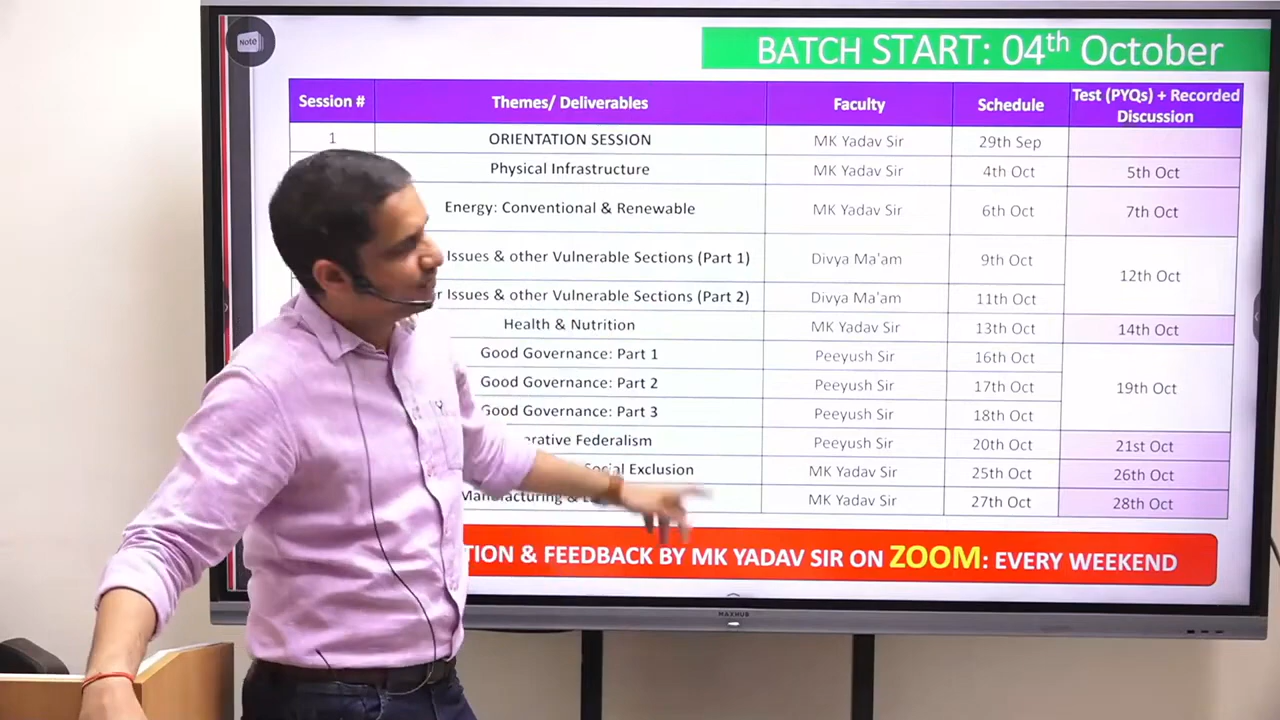 Note
BATCH START: 04th October
Session # Themes/ Deliverables Faculty Schedule Test (PYQs) + Recorded Discussion
1 ORIENTATION SESSION MK Yadav Sir 29th Sep
Physical Infrastructure MK Yadav Sir 4th Oct 5th Oct
Energy: Conventional & Renewable MK Yadav Sir 6th Oct 7th Oct
Issues & other Vulnerable Sections (Part 1) Divya Ma'am 9th Oct 12th Oct
Issues & other Vulnerable Sections (Part 2) Divya Ma'am 11th Oct
Health & Nutrition MK Yadav Sir 13th Oct 14th Oct
Good Governance: Part 1 Peeyush Sir 16th Oct 19th Oct
Good Governance: Part 2 Peeyush Sir 17th Oct
Good Governance: Part 3 Peeyush Sir 18th Oct
Federalism Peeyush Sir 20th Oct 21st Oct
Social Exclusion MK Yadav Sir 25th Oct 26th Oct
Manufacturing & MK Yadav Sir 27th Oct 28th Oct
& FEEDBACK BY MK YADAV SIR ON ZOOM: EVERY WEEKEND
MAXHUB